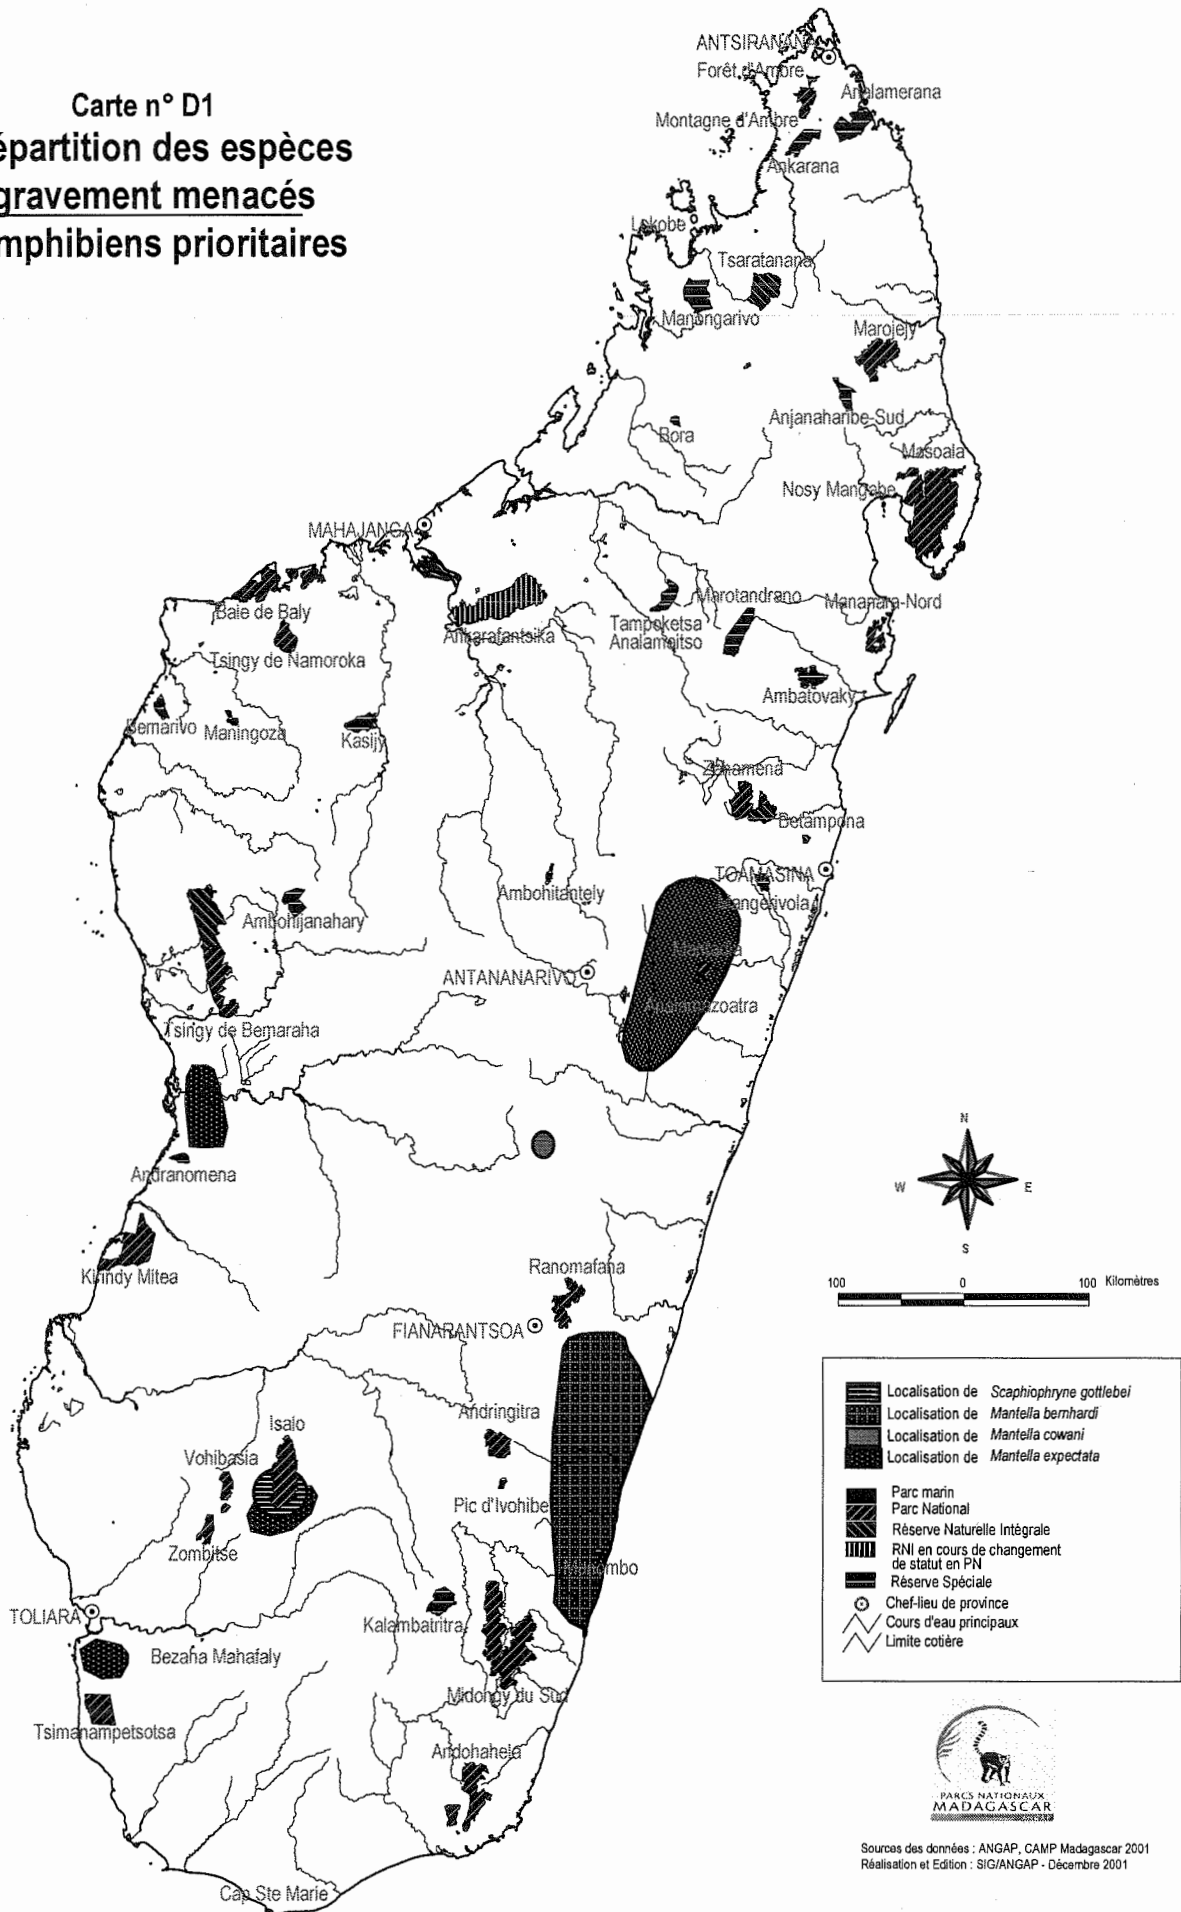 Carte n° D1
épartition des espèces
gravement menacés
mphibiens prioritaires
ANTSIRANANA
Forêt d'Ambre
Analamerana
Montagne d'Ambre
Ankarana
Lokobe
Tsaratanana
Manongarivo
Marojejy
Anjanaharibe-Sud
Bora
Masoala
Nosy Mangabe
MAHAJANGA
Baie de Baly
Ankarafantsika
Marotandrano
Mananara-Nord
Tampoketsa
Analamaitso
Tsingy de Namoroka
Ambatovaky
Bemarivo
Maningoza
Kasijy
Zahamena
Betampona
TOAMASINA
Ambohitantely
Mangerivola
Ambohijanahary
ANTANANARIVO
Tsingy de Bemaraha
Andranomena
N
W
E
S
Kirindy Mitea
Ranomafana
100 0 100 Kilomètres
FIANARANTSOA
Andringitra
Isalo
Vohibasia
Pic d'Ivohibe
Zombitse
TOLIARA
Kalambatritra
Bezaha Mahafaly
Midongy du Sud
Tsimanampetsotsa
Andohahela
Cap Ste Marie
Localisation de Scaphiophryne gottlebei
Localisation de Mantella bernhardi
Localisation de Mantella cowani
Localisation de Mantella expectata
Parc marin
Parc National
Réserve Naturelle Intégrale
RNI en cours de changement
de statut en PN
Réserve Spéciale
Chef-lieu de province
Cours d'eau principaux
Limite cotière
PARCS NATIONAUX
MADAGASCAR
Sources des données : ANGAP, CAMP Madagascar 2001
Réalisation et Edition : SIG/ANGAP - Décembre 2001